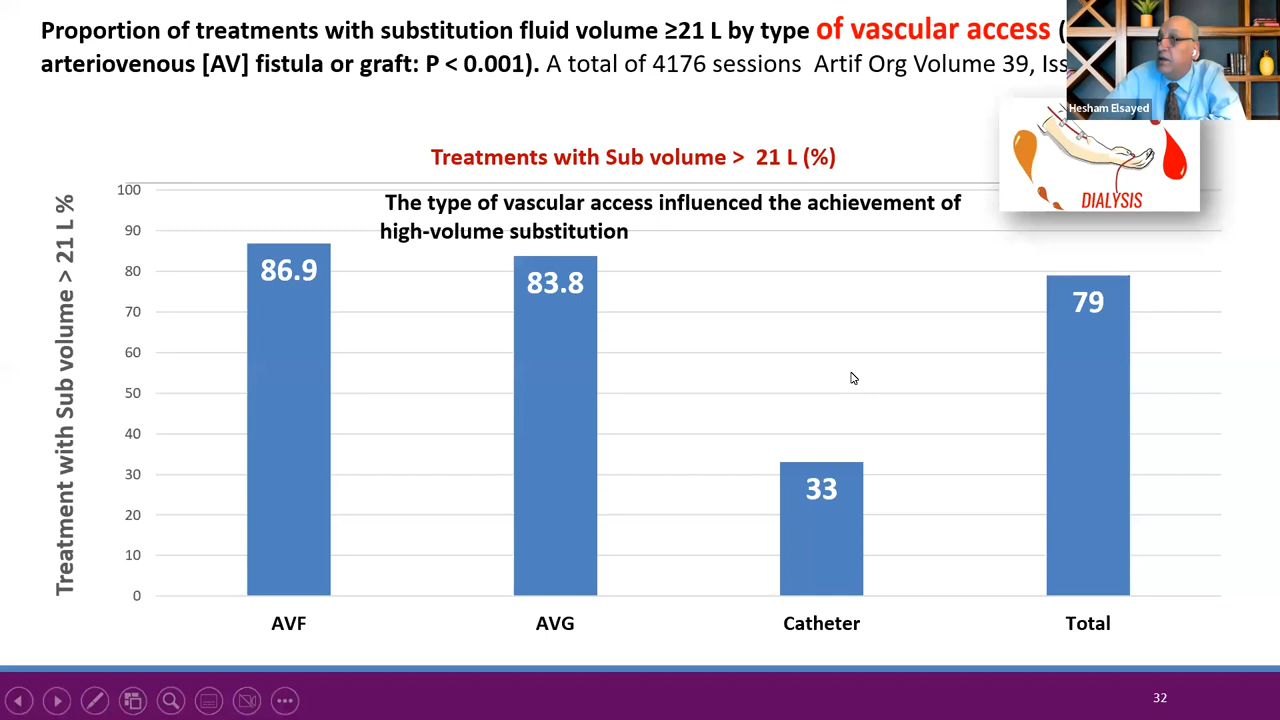 Proportion of treatments with substitution fluid volume ≥21 L by type of vascular access (
arteriovenous [AV] fistula or graft: P < 0.001). A total of 4176 sessions Artif Org Volume 39,
Hesham Elsayed
DIALYSIS
Treatments with Sub volume > 21 L (%)
The type of vascular access influenced the achievement of
high-volume substitution
Treatment with Sub volume > 21 L %
100
90
80
70
60
50
40
30
20
10
0
86.9
83.8
33
79
AVF
AVG
Catheter
Total
32